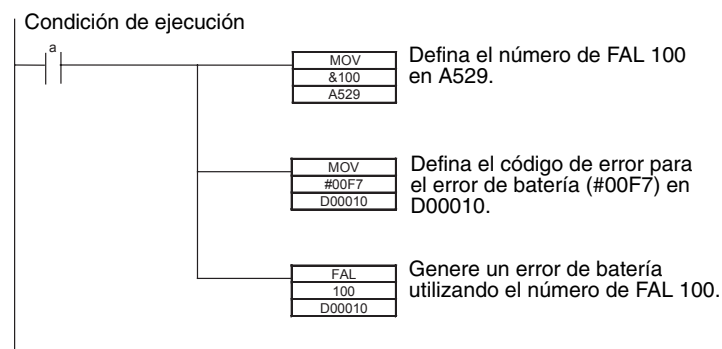 Condición de ejecución
a
MOV
&100
A529
Defina el número de FAL 100
en A529.
MOV
#00F7
D00010
Defina el código de error para
el error de batería (#00F7) en
D00010.
FAL
100
D00010
Genere un error de batería
utilizando el número de FAL 100.